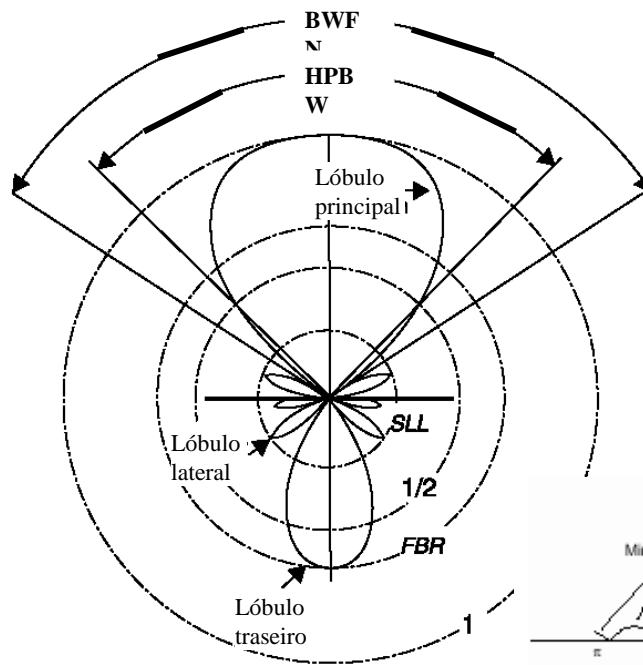 BWF
N
HPB
W
Lóbulo
principal
SLL
Lóbulo
lateral
1/2
FBR
Lóbulo
traseiro
1
π